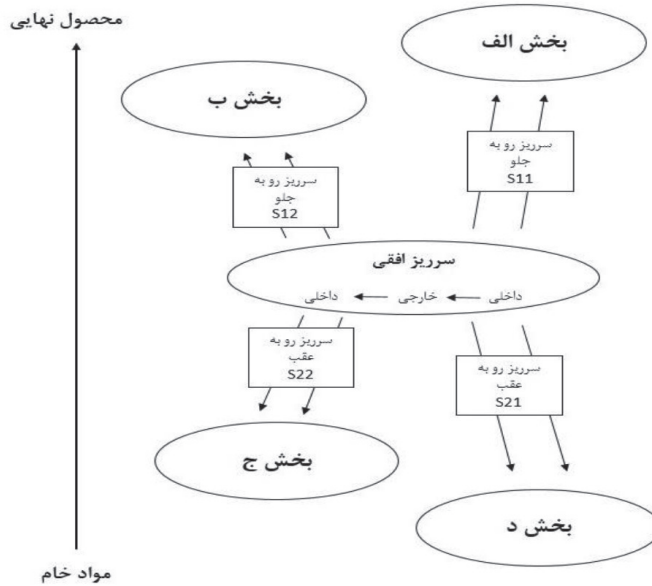 محصول نهایی
بخش الف
بخش ب
سرریز رو به
جلو
S11
سرریز رو به
جلو
S12
سرریز افقی
داخلی
خارجی
داخلی
سرریز رو به
عقب
S22
سرریز رو به
عقب
S21
بخش ج
بخش د
مواد خام